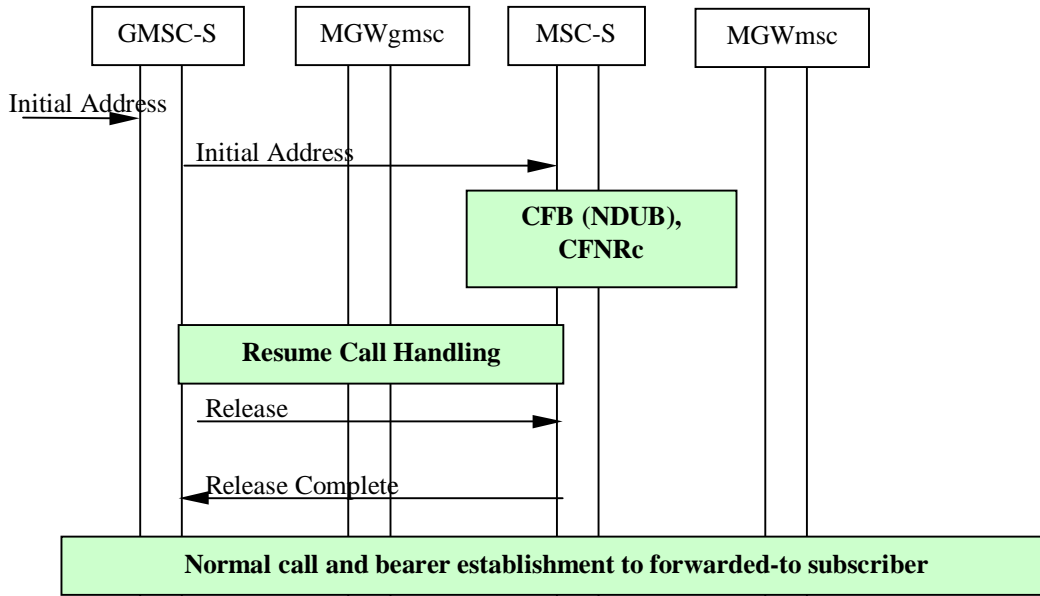 GMSC-S
MGWgmsc
MSC-S
MGWmsc
Initial Address
Initial Address
CFB (NDUB),
CFNRc
Resume Call Handling
Release
Release Complete
Normal call and bearer establishment to forwarded-to subscriber